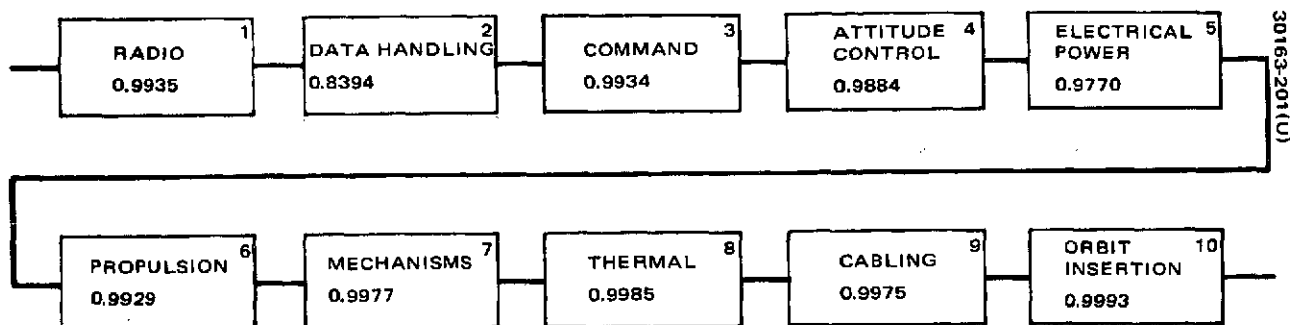 1
RADIO
0.9935
2
DATA HANDLING
0.8394
3
COMMAND
0.9934
4
ATTITUDE
CONTROL
0.9884
5
ELECTRICAL
POWER
0.9770
30163-201(U)
6
PROPULSION
0.9929
7
MECHANISMS
0.9977
8
THERMAL
0.9985
9
CABLING
0.9975
10
ORBIT
INSERTION
0.9993